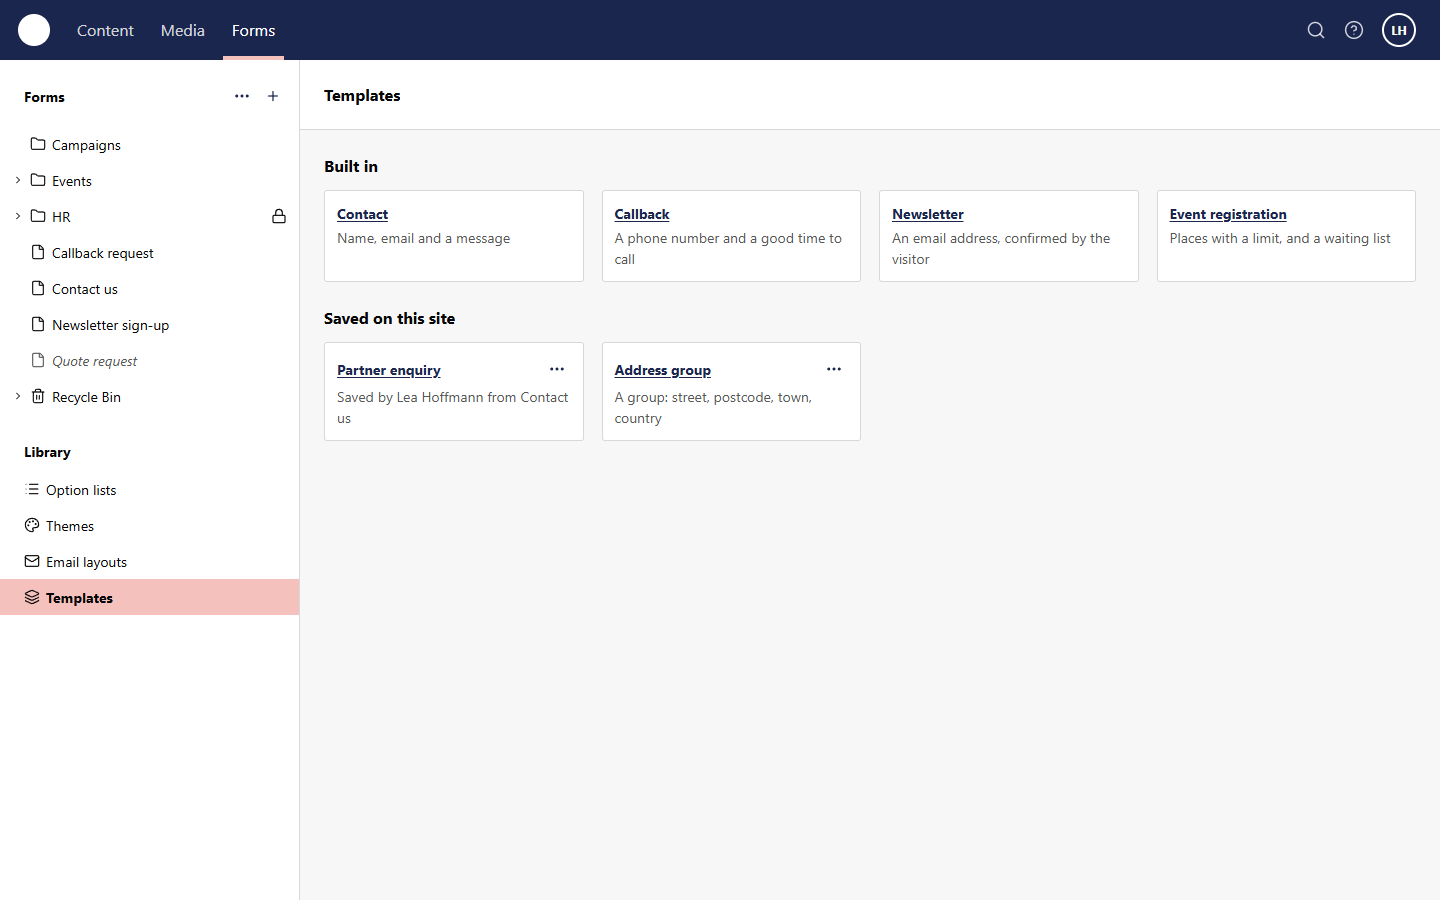 Content Media Forms
LH
Forms
Campaigns
Events
HR
Callback request
Contact us
Newsletter sign-up
Quote request
Recycle Bin
Library
Option lists
Themes
Email layouts
Templates
Templates
Built in
Contact
Name, email and a message
Callback
A phone number and a good time to
call
Newsletter
An email address, confirmed by the
visitor
Event registration
Places with a limit, and a waiting list
Saved on this site
Partner enquiry
Saved by Lea Hoffmann from Contact
us
Address group
A group: street, postcode, town,
country